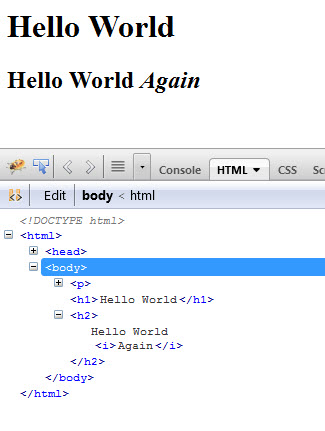 Hello World
Hello World Again
Console HTML CSS
Edit body < html
<!DOCTYPE html>
<html>
<head>
<body>
<p>
<h1>Hello World</h1>
<h2>
Hello World
<i>Again</i>
</h2>
</body>
</html>